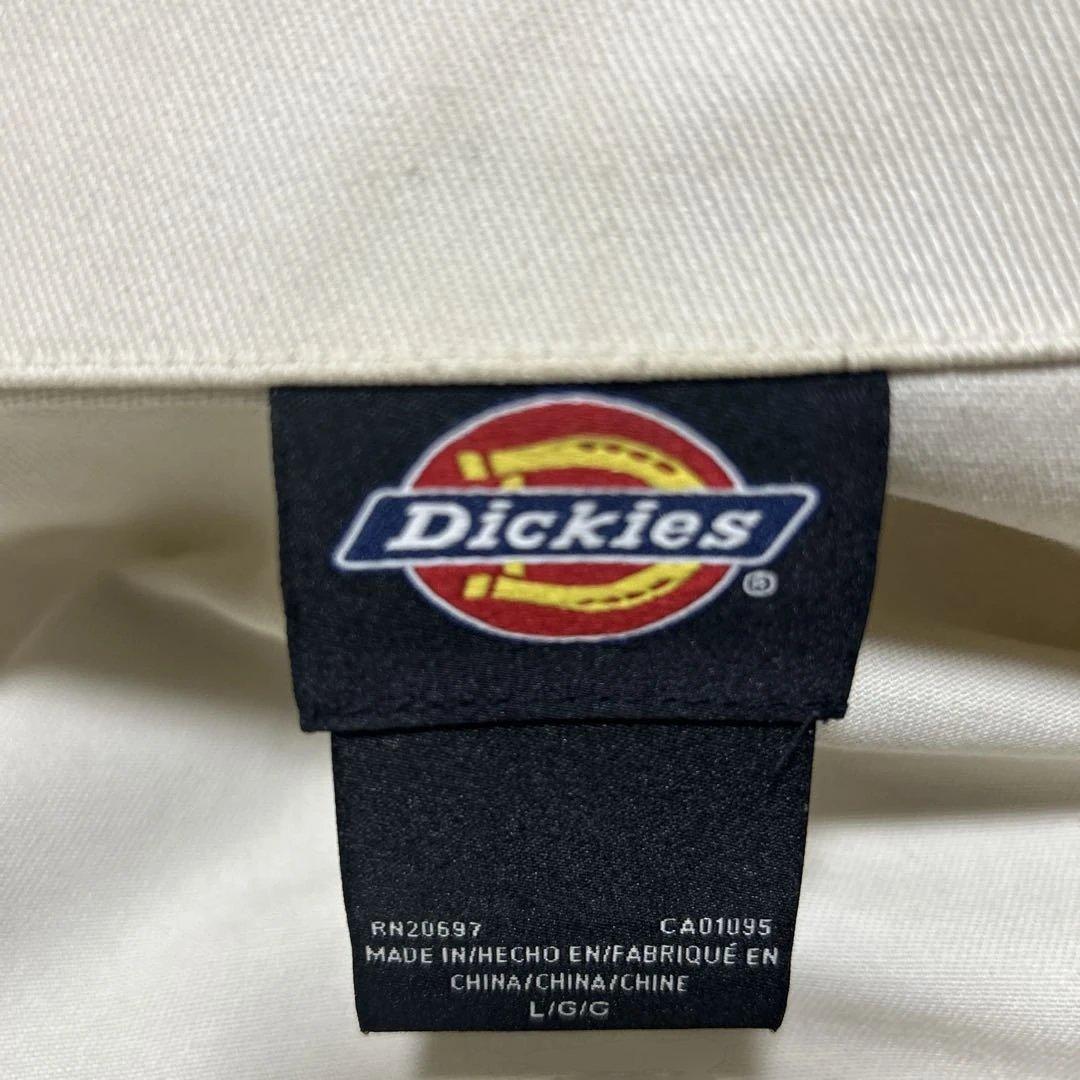 Dickies
®
RN20697 CA01095
MADE IN/HECHO EN/FABRIQUÉ EN
CHINA/CHINA/CHINE
L/G/G